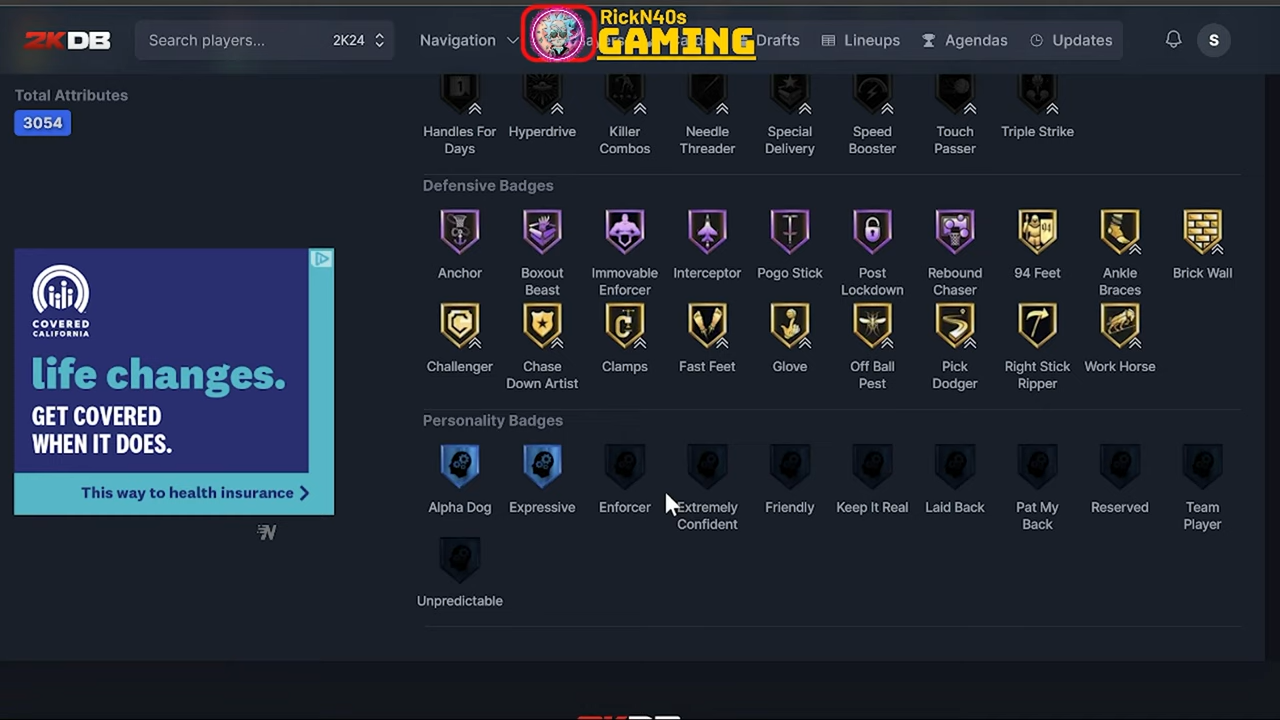 RickN40s
GAMING
2KDB
Search players...
2K24
Navigation
Drafts
Lineups
Agendas
Updates
S
Total Attributes
3054
Handles For Days
Hyperdrive
Killer Combos
Needle Threader
Special Delivery
Speed Booster
Touch Passer
Triple Strike
Defensive Badges
Anchor
Boxout Beast
Immovable Enforcer
Interceptor
Pogo Stick
Post Lockdown
Rebound Chaser
94 Feet
Ankle Braces
Brick Wall
Challenger
Chase Down Artist
Clamps
Fast Feet
Glove
Off Ball Pest
Pick Dodger
Right Stick Ripper
Work Horse
Personality Badges
Alpha Dog
Expressive
Enforcer
Extremely Confident
Friendly
Keep It Real
Laid Back
Pat My Back
Reserved
Team Player
Unpredictable
COVERED
CALIFORNIA
life changes.
GET COVERED
WHEN IT DOES.
This way to health insurance